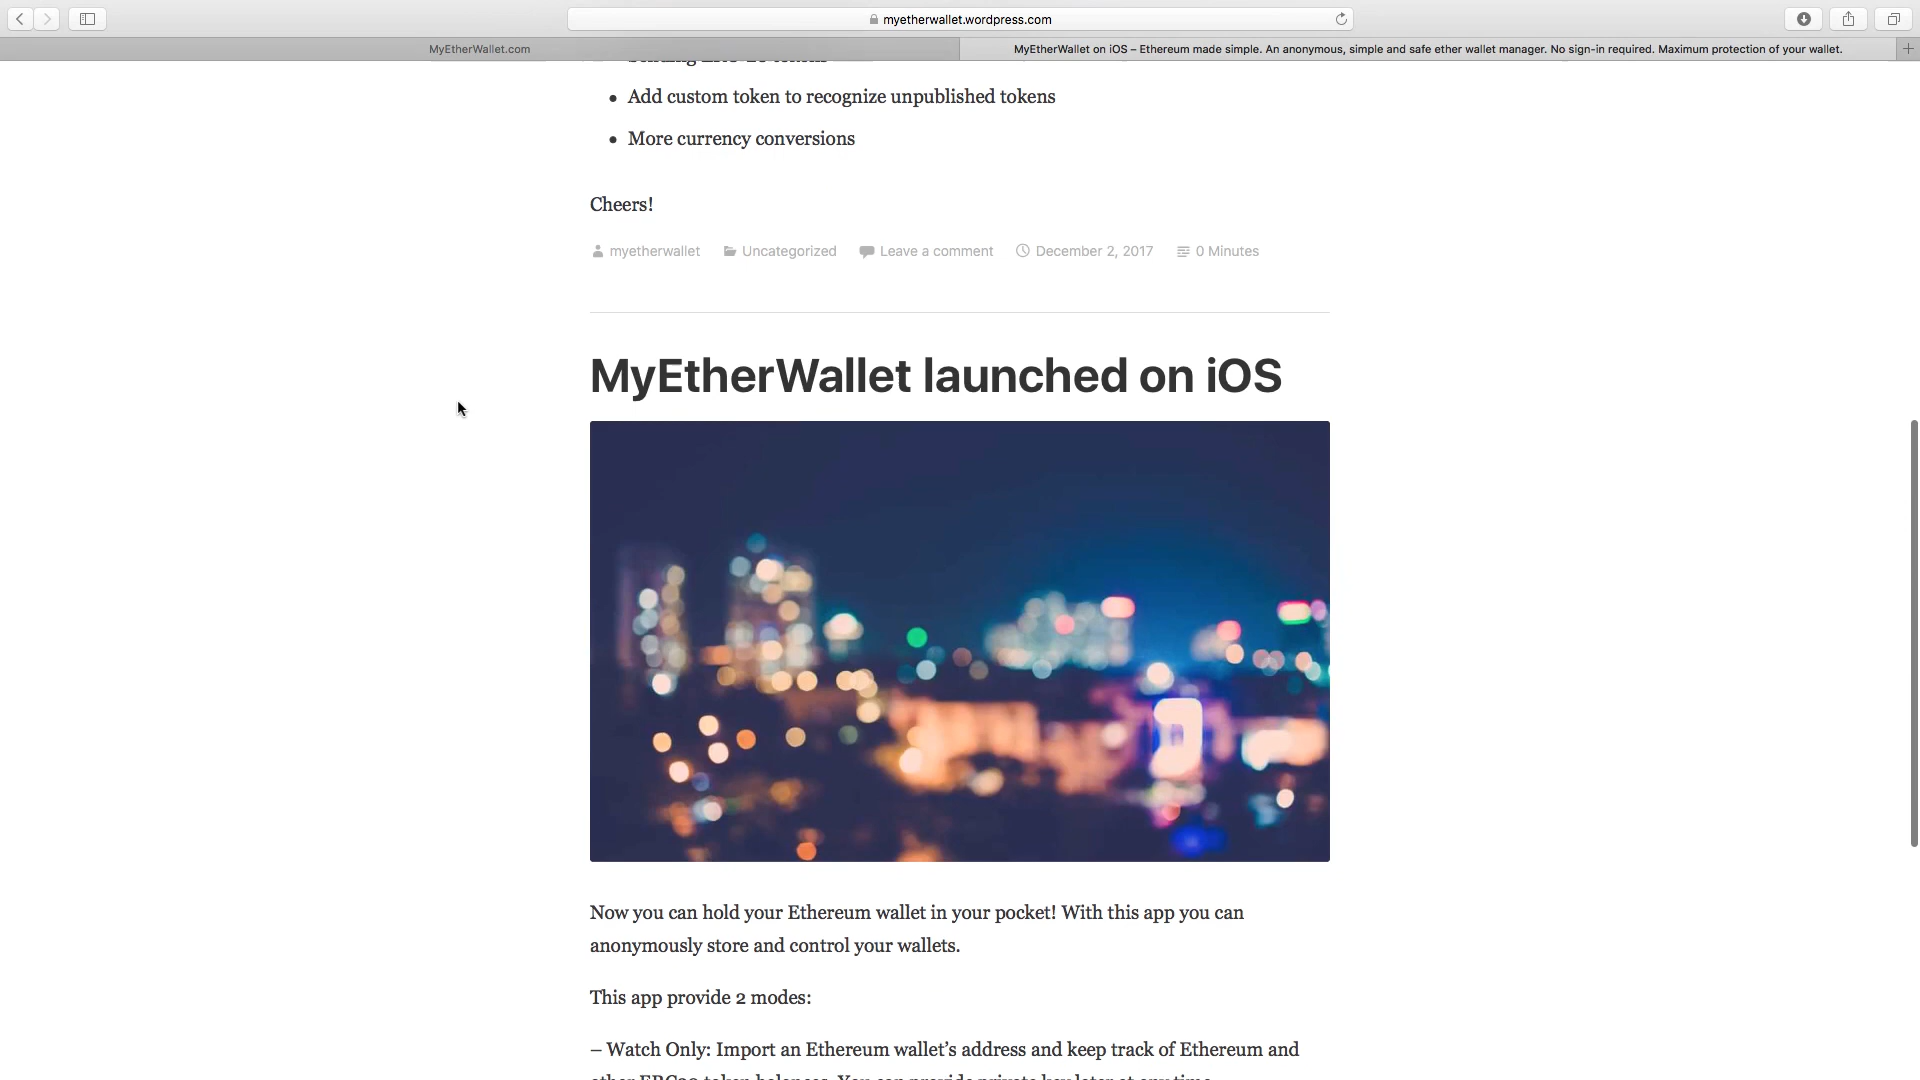 myetherwallet.wordpress.com
MyEtherWallet.com
MyEtherWallet on iOS – Ethereum made simple. An anonymous, simple and safe ether wallet manager. No sign-in required. Maximum protection of your wallet.
Add custom token to recognize unpublished tokens
More currency conversions
Cheers!
myetherwallet Uncategorized Leave a comment December 2, 2017 0 Minutes
MyEtherWallet launched on iOS
Now you can hold your Ethereum wallet in your pocket! With this app you can
anonymously store and control your wallets.
This app provide 2 modes:
– Watch Only: Import an Ethereum wallet’s address and keep track of Ethereum and